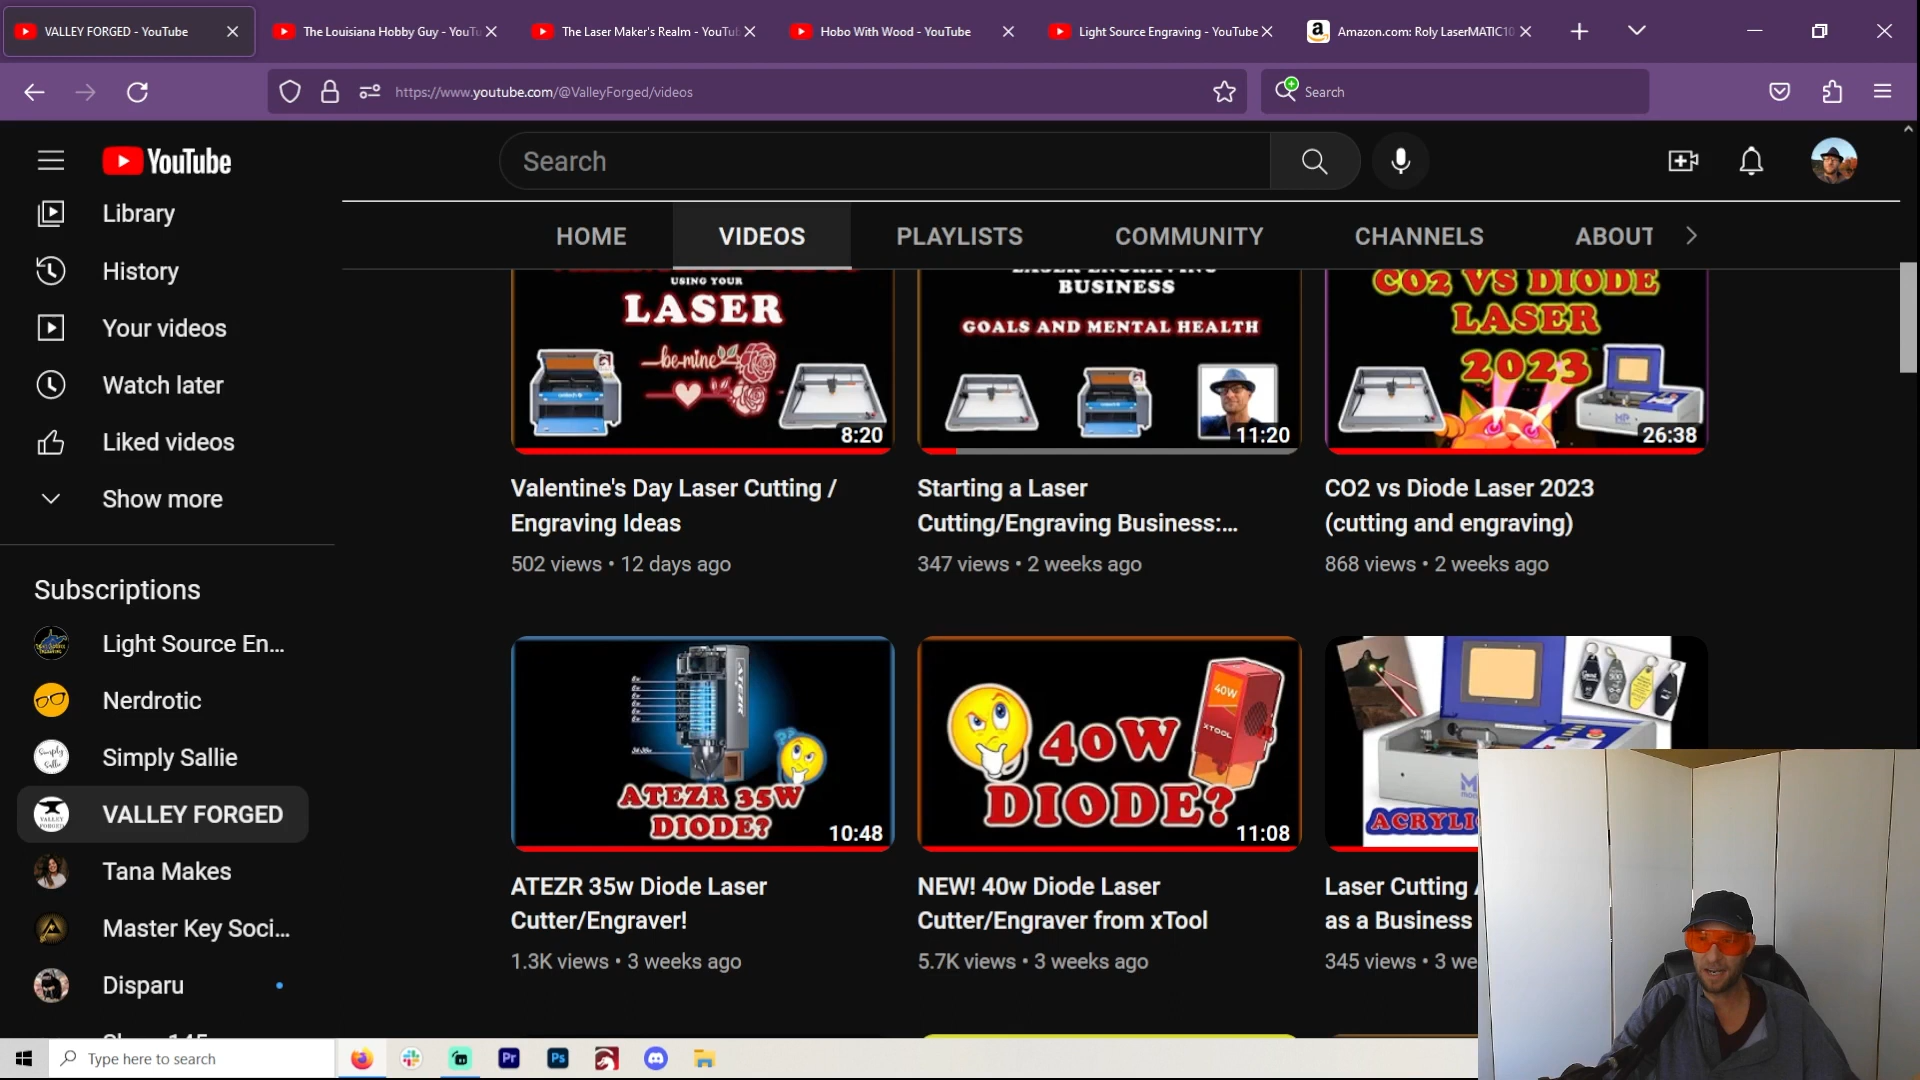 VALLEY FORGED - YouTube
The Louisiana Hobby Guy - YouTu
The Laser Maker's Realm - YouTu
Hobo With Wood - YouTube
Light Source Engraving - YouTube
Amazon.com: Roly LaserMATIC10
https://www.youtube.com/@ValleyForged/videos
Search
YouTube
Search
HOME
VIDEOS
PLAYLISTS
COMMUNITY
CHANNELS
ABOUT
Library
History
Your videos
Watch later
Liked videos
Show more
Subscriptions
Light Source En...
Nerdrotic
Simply Sallie
VALLEY FORGED
Tana Makes
Master Key Soci...
Disparu
USING YOUR
LASER
be-mine
8:20
Valentine's Day Laser Cutting /
Engraving Ideas
502 views • 12 days ago
LASER ENGRAVING
BUSINESS
GOALS AND MENTAL HEALTH
11:20
Starting a Laser
Cutting/Engraving Business:...
347 views • 2 weeks ago
CO2 VS DIODE
LASER
2023
26:38
CO2 vs Diode Laser 2023
(cutting and engraving)
868 views • 2 weeks ago
ATEZR
ATEZR 35W
DIODE?
10:48
ATEZR 35w Diode Laser
Cutter/Engraver!
1.3K views • 3 weeks ago
40W
XTOOL
40W
DIODE?
11:08
NEW! 40w Diode Laser
Cutter/Engraver from xTool
5.7K views • 3 weeks ago
ACRYLI
Laser Cutting
as a Business
345 views • 3 we
Type here to search
Pr
Ps